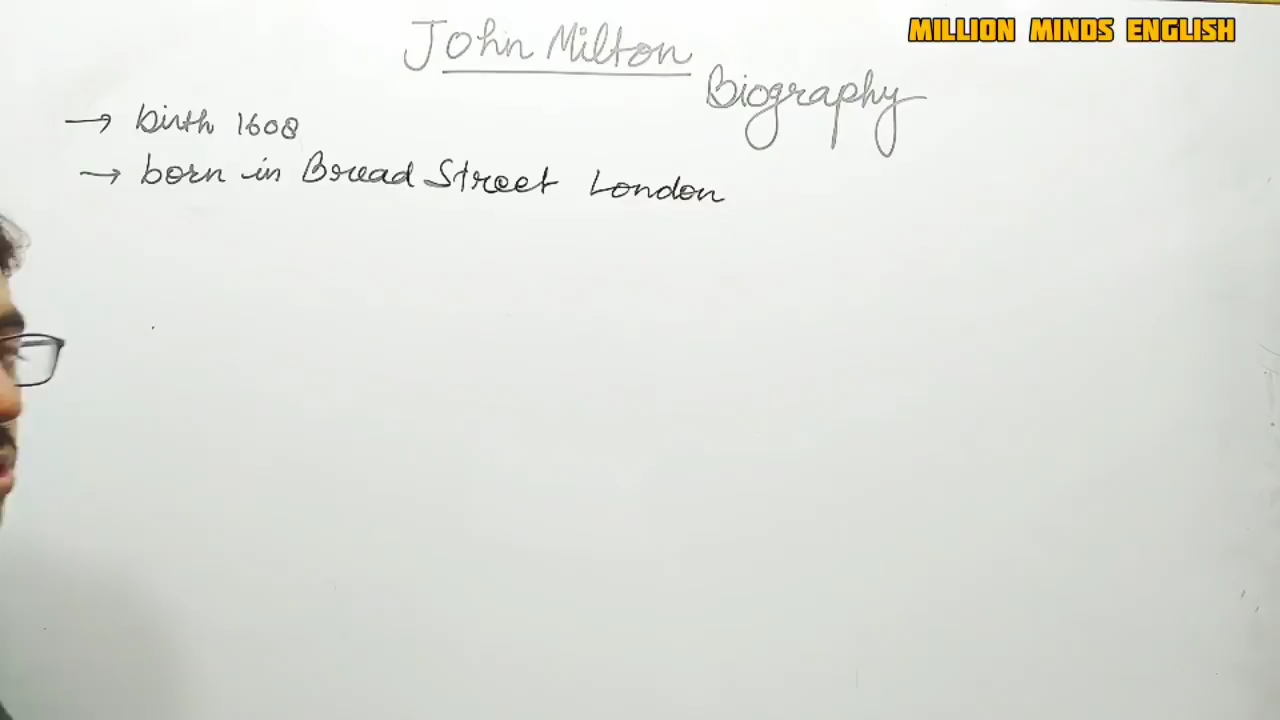 MILLION MINDS ENGLISH
John Milton
Biography
→ birth 1608
→ born in Bread Street London